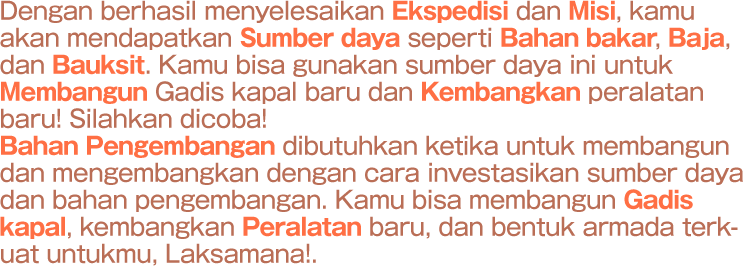 Dengan berhasil menyelesaikan Ekspedisi dan Misi, kamu
akan mendapatkan Sumber daya seperti Bahan bakar, Baja,
dan Bauksit. Kamu bisa gunakan sumber daya ini untuk
Membangun Gadis kapal baru dan Kembangkan peralatan
baru! Silahkan dicoba!
Bahan Pengembangan dibutuhkan ketika untuk membangun
dan mengembangkan dengan cara investasikan sumber daya
dan bahan pengembangan. Kamu bisa membangun Gadis
kapal, kembangkan Peralatan baru, dan bentuk armada terk-
uat untukmu, Laksamana!.